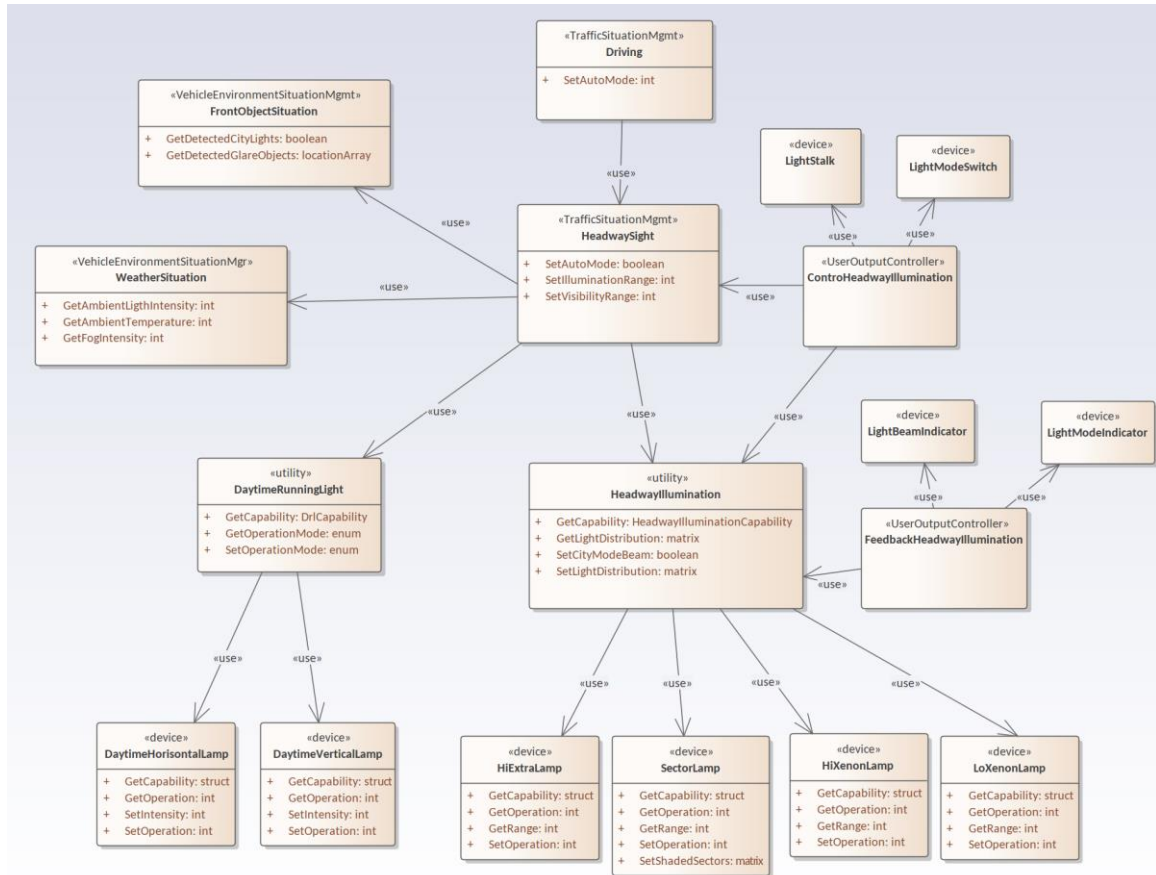 «TrafficSituationMgmt»
Driving
+ SetAutoMode: int
«VehicleEnvironmentSituationMgmt»
FrontObjectSituation
+ GetDetectedCityLights: boolean
+ GetDetectedGlareObjects: locationArray
«device»
LightStalk
«device»
LightModeSwitch
«use»
«use»
«use»
«use»
«TrafficSituationMgmt»
HeadwaySight
+ SetAutoMode: boolean
+ SetIlluminationRange: int
+ SetVisibilityRange: int
«VehicleEnvironmentSituationMgr»
WeatherSituation
+ GetAmbientLigthIntensity: int
+ GetAmbientTemperature: int
+ GetFogIntensity: int
«UserOutputController»
ControHeadwayIllumination
«use»
«use»
«use»
«use»
«use»
«device»
LightBeamIndicator
«device»
LightModeIndicator
«use»
«use»
«utility»
DaytimeRunningLight
+ GetCapability: DrlCapability
+ GetOperationMode: enum
+ SetOperationMode: enum
«utility»
HeadwayIllumination
+ GetCapability: HeadwayIlluminationCapability
+ GetLightDistribution: matrix
+ SetCityModeBeam: boolean
+ SetLightDistribution: matrix
«UserOutputController»
FeedbackHeadwayIllumination
«use»
«use»
«use»
«use»
«use»
«use»
«use»
«device»
DaytimeHorisontalLamp
+ GetCapability: struct
+ GetOperation: int
+ SetIntensity: int
+ SetOperation: int
«device»
DaytimeVerticalLamp
+ GetCapability: struct
+ GetOperation: int
+ SetIntensity: int
+ SetOperation: int
«device»
HiExtraLamp
+ GetCapability: struct
+ GetOperation: int
+ GetRange: int
+ SetOperation: int
«device»
SectorLamp
+ GetCapability: struct
+ GetOperation: int
+ GetRange: int
+ SetOperation: int
+ SetShadedSectors: matrix
«device»
HiXenonLamp
+ GetCapability: struct
+ GetOperation: int
+ GetRange: int
+ SetOperation: int
«device»
LoXenonLamp
+ GetCapability: struct
+ GetOperation: int
+ GetRange: int
+ SetOperation: int